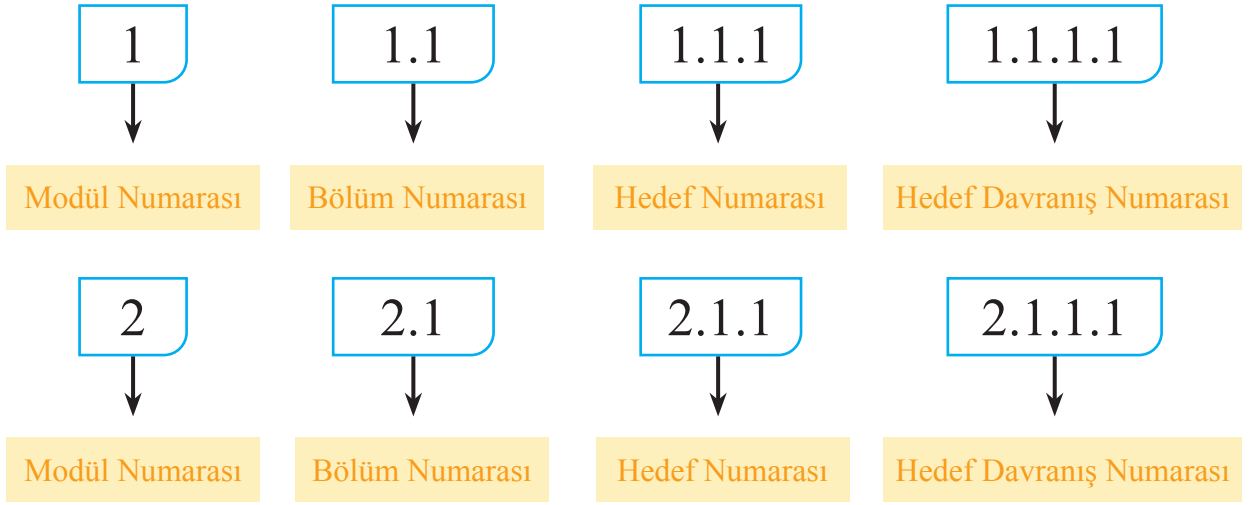 1 1.1 1.1.1 1.1.1.1
Modül Numarası Bölüm Numarası Hedef Numarası Hedef Davranış Numarası
2 2.1 2.1.1 2.1.1.1
Modül Numarası Bölüm Numarası Hedef Numarası Hedef Davranış Numarası